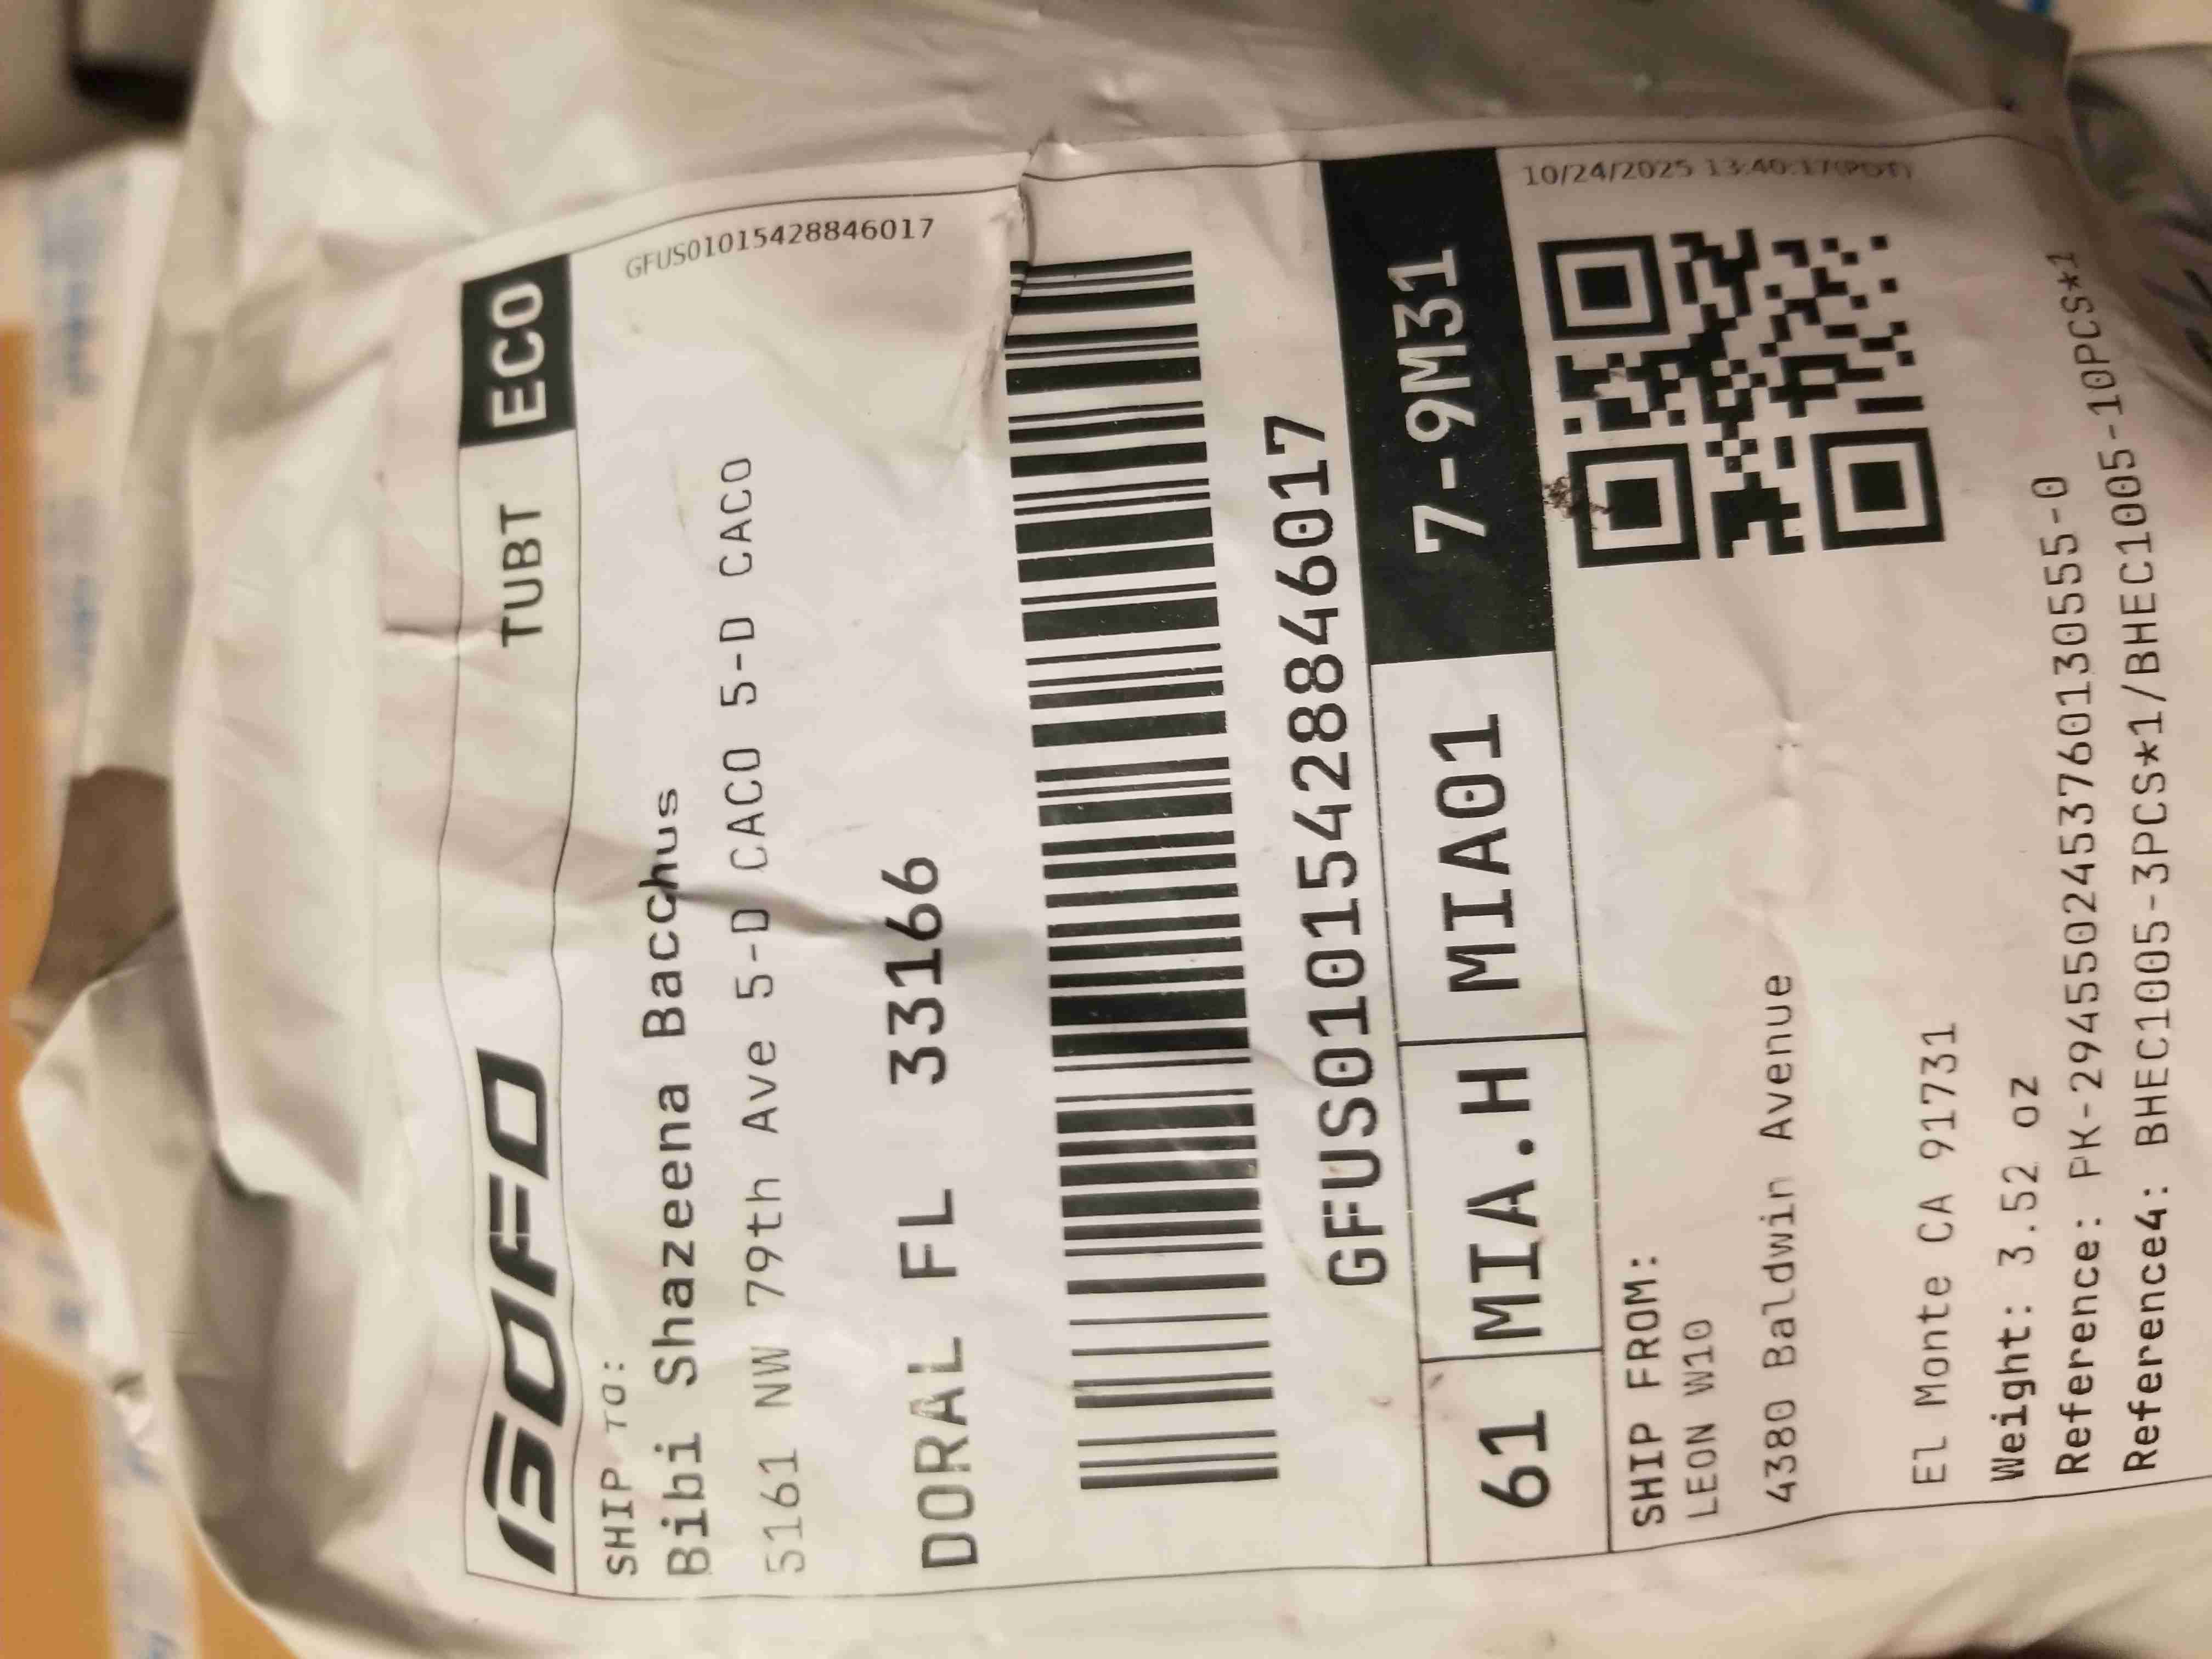 GOFO
TUBT ECO
SHIP TO:
GFUS01015428846017
Bibi Shazeena Bacchus
5161 NW 79th Ave 5-D CACO 5-D CACO
DORAL FL 33166
GFUS01015428846017
61 MIA.H MIA01 7-9M31
SHIP FROM:
10/24/2025 13:40:17(PDT)
LEON W10
4380 Baldwin Avenue
El Monte CA 91731
Weight: 3.52 oz
Reference: PK-2945502453760130555-0
Reference4: BHEC1005-3PCS*1/BHEC1005-10PCS*1